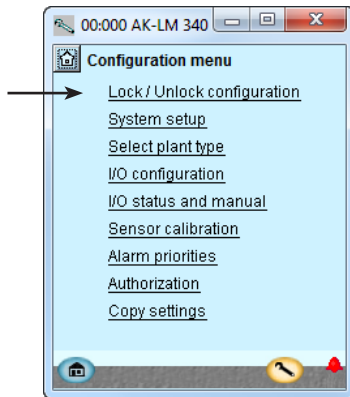 00:000 AK-LM 340
Configuration menu
Lock / Unlock configuration
System setup
Select plant type
I/O configuration
I/O status and manual
Sensor calibration
Alarm priorities
Authorization
Copy settings